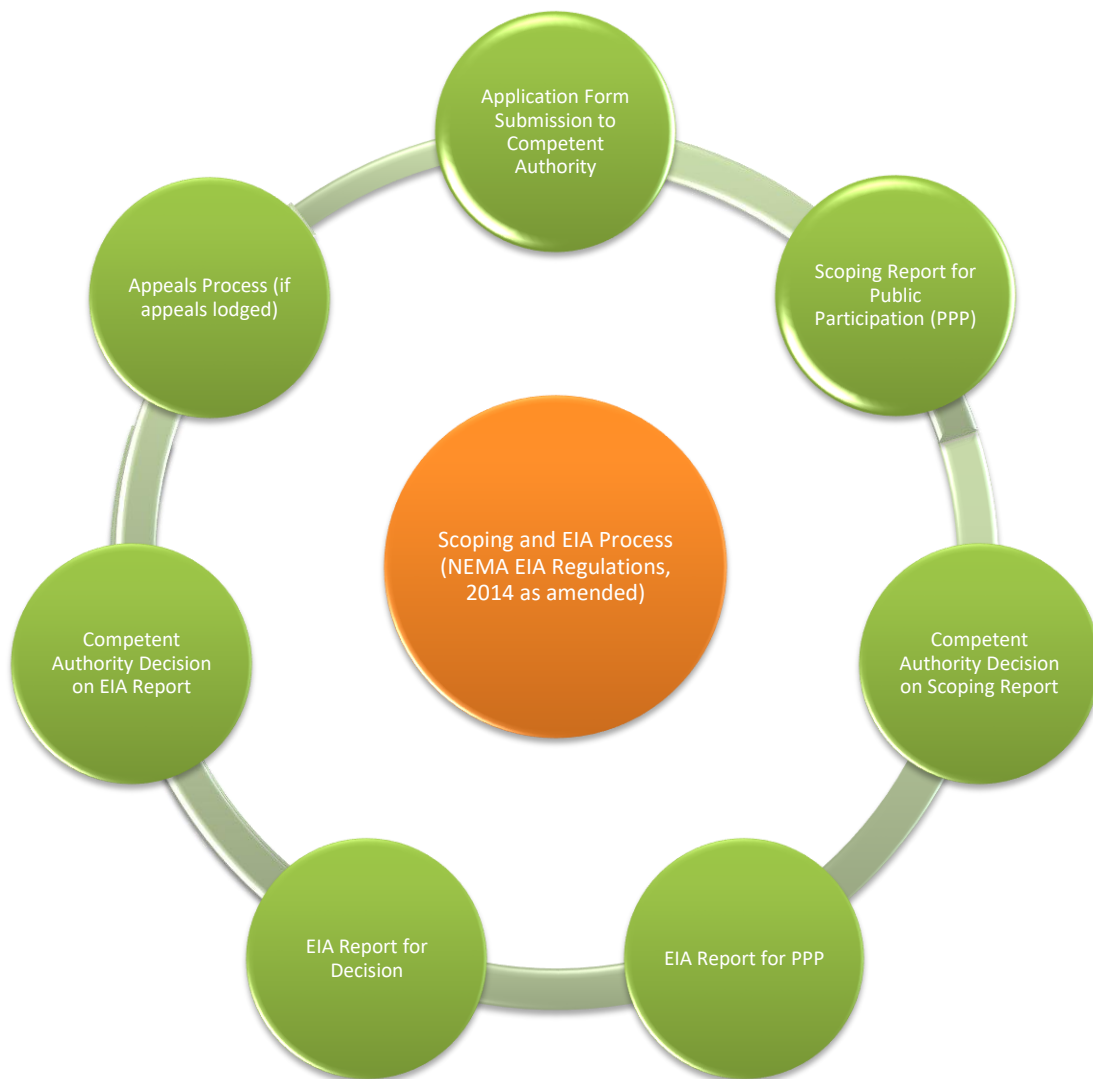 Application Form
Submission to
Competent
Authority
Scoping Report for
Public
Participation (PPP)
Competent
Authority Decision
on Scoping Report
EIA Report for PPP
EIA Report for
Decision
Competent
Authority Decision
on EIA Report
Appeals Process (if
appeals lodged)
Scoping and EIA Process
(NEMA EIA Regulations,
2014 as amended)